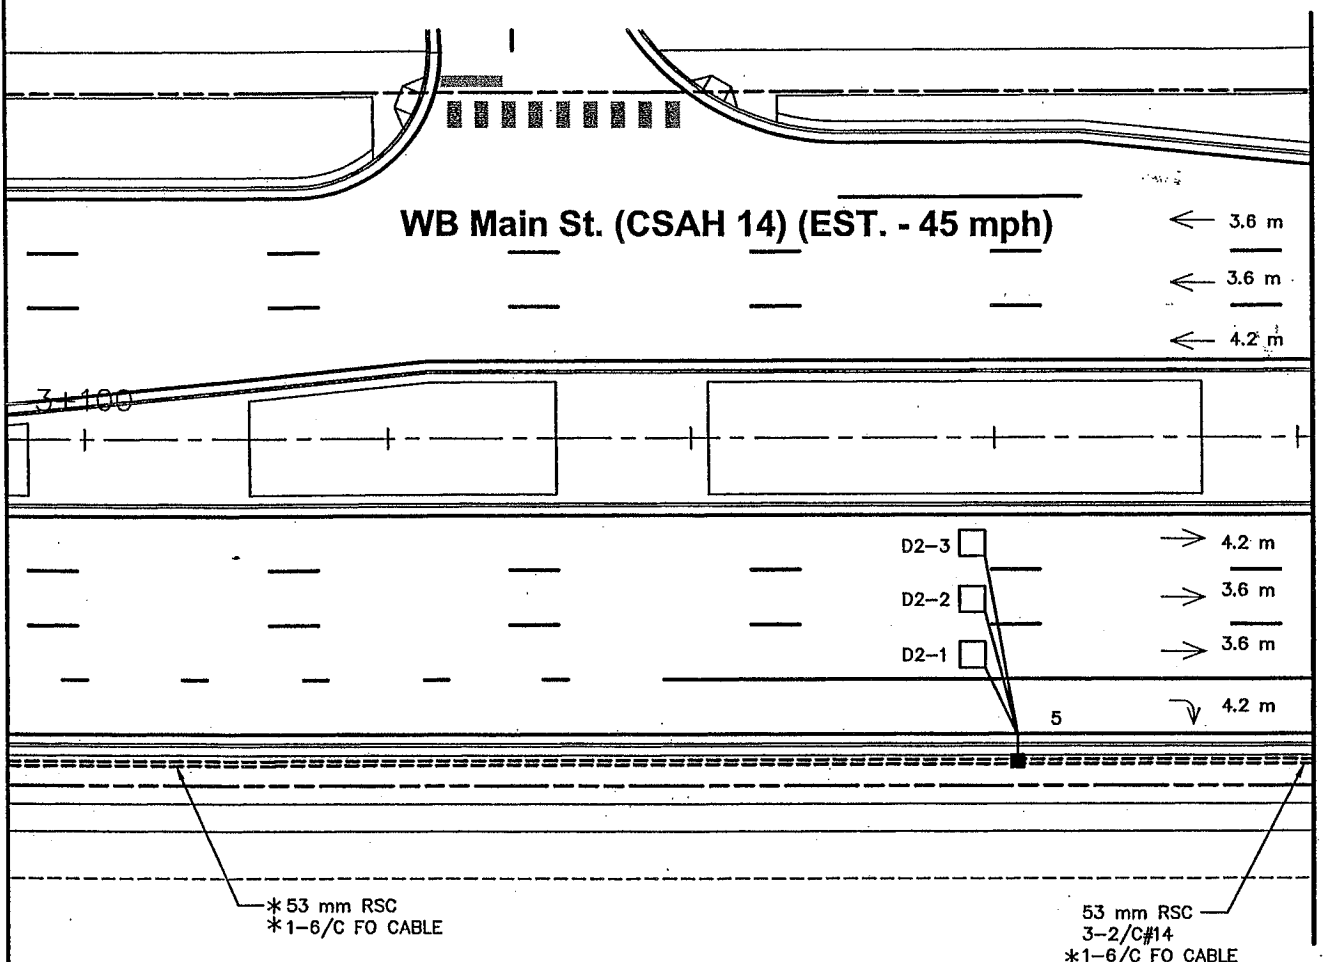 WB Main St. (CSAH 14) (EST. - 45 mph)
3.6 m
3.6 m
4.2 m
3+100
D2-3
4.2 m
D2-2
3.6 m
D2-1
3.6 m
4.2 m
5
*53 mm RSC
*1-6/C FO CABLE
53 mm RSC
3-2/C#14
*1-6/C FO CABLE